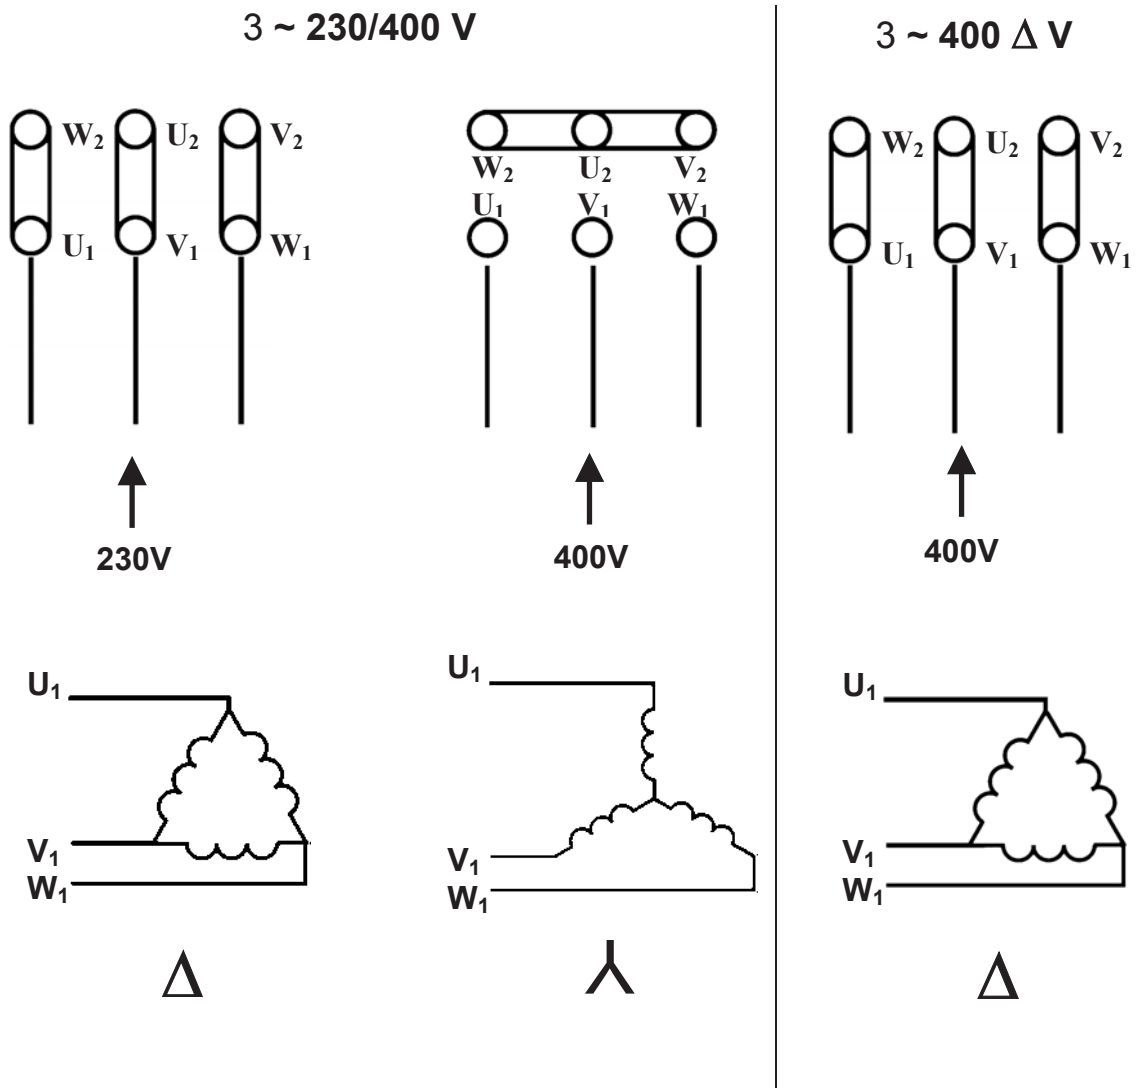 3 ~ 230/400 V
3 ~ 400 Δ V
W₂ U₂ V₂
U₁ V₁ W₁
W₂ U₂ V₂
U₁ V₁ W₁
W₂ U₂ V₂
U₁ V₁ W₁
230V
400V
400V
U₁
V₁
W₁
Δ
U₁
V₁
W₁
U₁
V₁
W₁
Δ